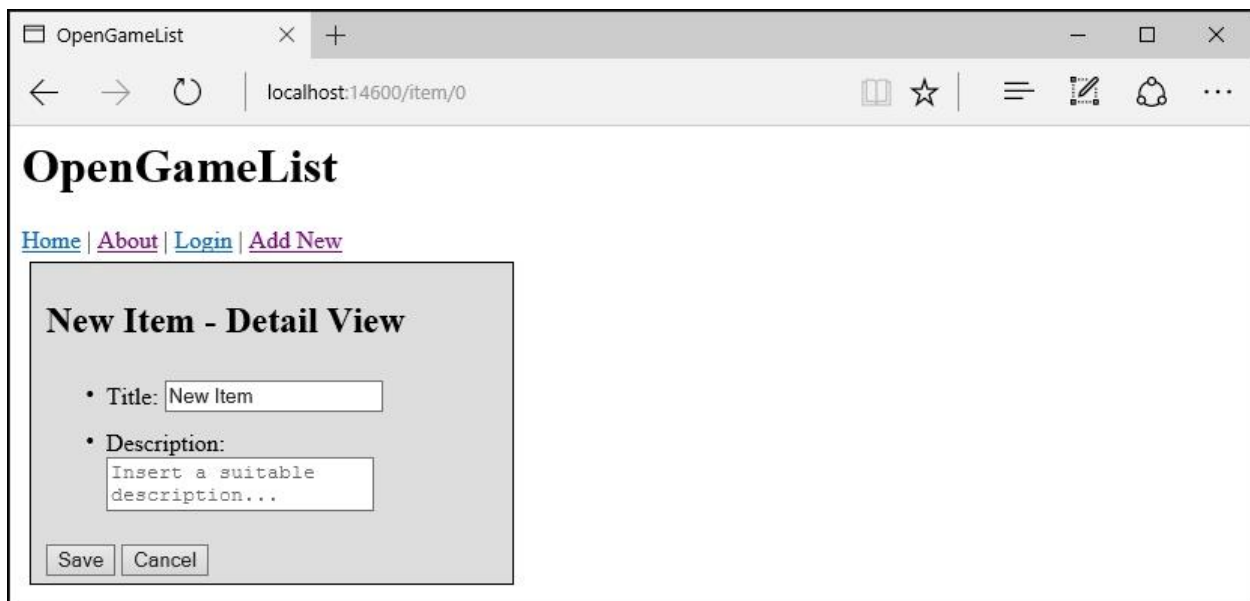 OpenGameList
localhost:14600/item/0
OpenGameList
Home | About | Login | Add New
New Item - Detail View
• Title: New Item
• Description:
Insert a suitable
description...
Save Cancel